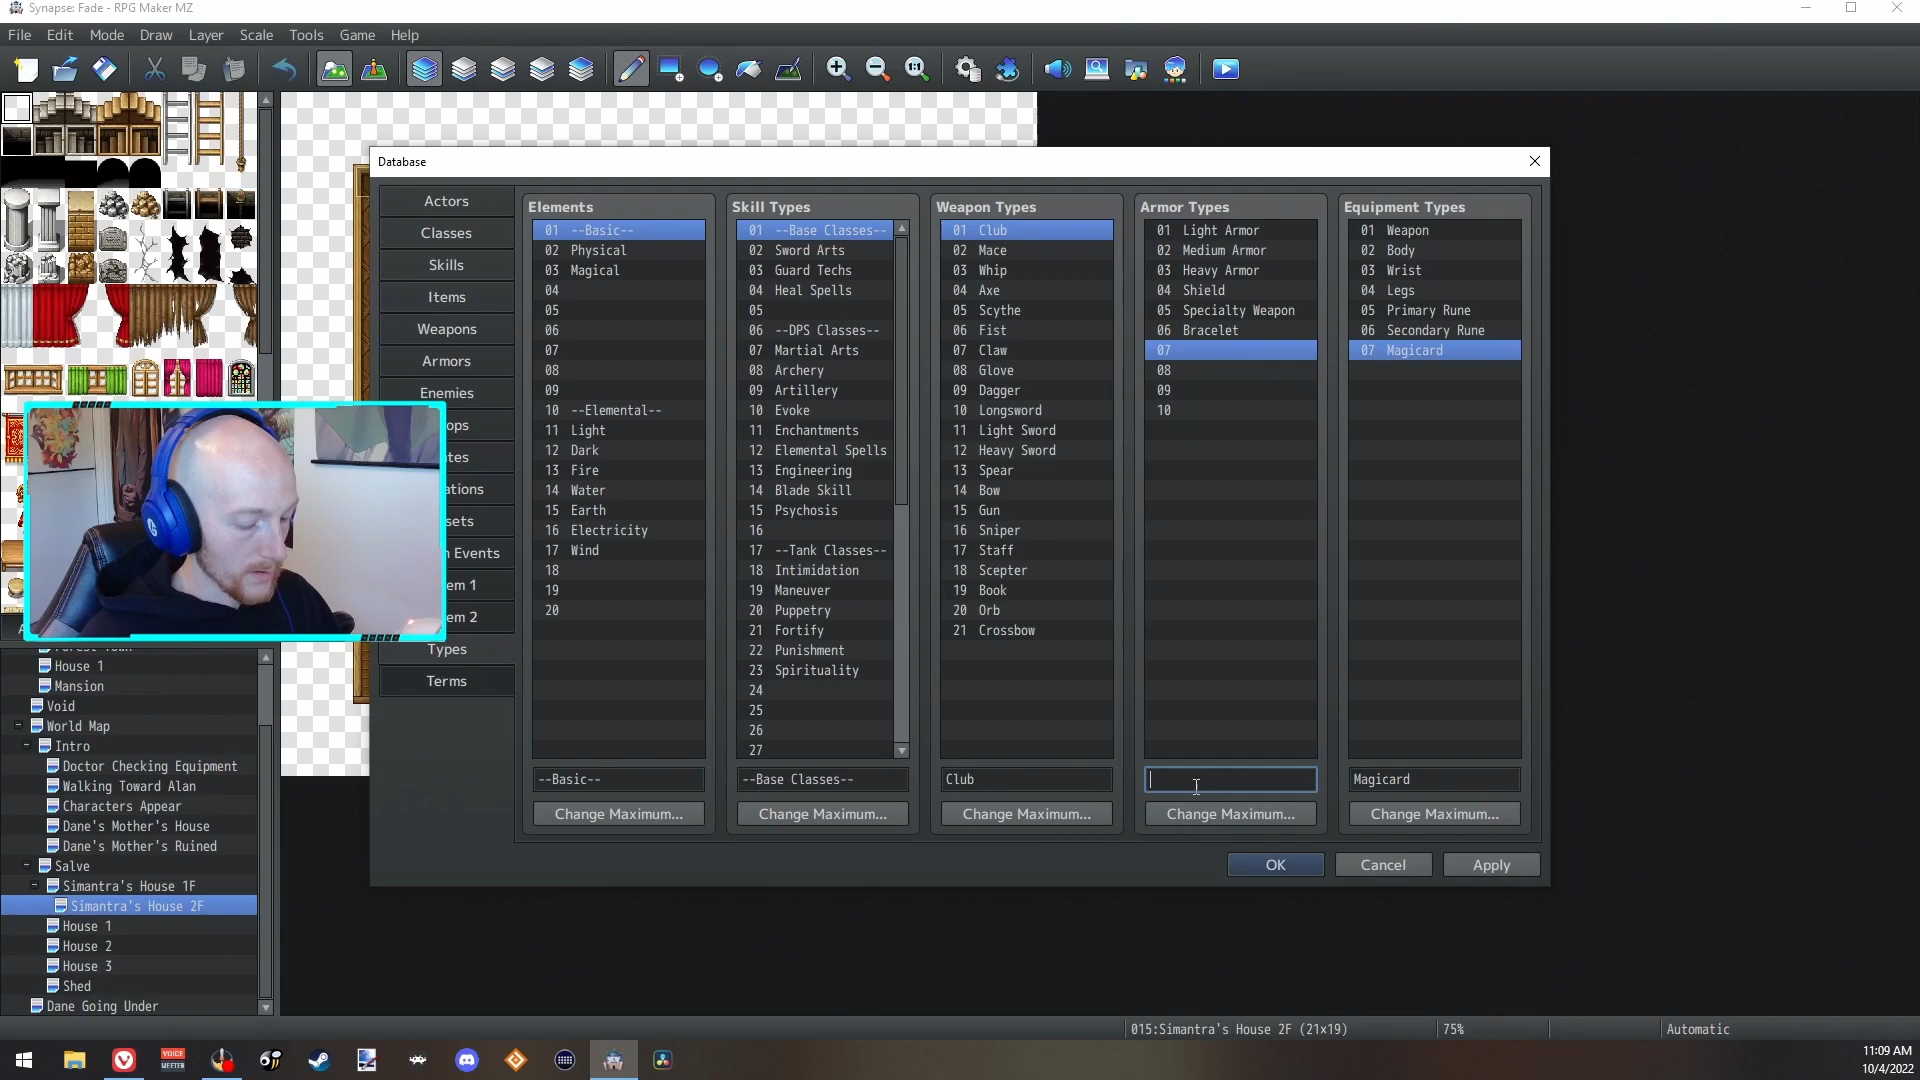 Synapse: Fade - RPG Maker MZ
File Edit Mode Draw Layer Scale Tools Game Help
1:1
Database
Actors
Classes
Skills
Items
Weapons
Armors
Enemies
ops
tes
ations
sets
n Events
em 1
em 2
Types
Terms
Elements
01 --Basic--
02 Physical
03 Magical
04
05
06
07
08
09
10 --Elemental--
11 Light
12 Dark
13 Fire
14 Water
15 Earth
16 Electricity
17 Wind
18
19
20
--Basic--
Change Maximum...
Skill Types
01 --Base Classes--
02 Sword Arts
03 Guard Techs
04 Heal Spells
05
06 --DPS Classes--
07 Martial Arts
08 Archery
09 Artillery
10 Evoke
11 Enchantments
12 Elemental Spells
13 Engineering
14 Blade Skill
15 Psychosis
16
17 --Tank Classes--
18 Intimidation
19 Maneuver
20 Puppetry
21 Fortify
22 Punishment
23 Spirituality
24
25
26
27
--Base Classes--
Change Maximum...
Weapon Types
01 Club
02 Mace
03 Whip
04 Axe
05 Scythe
06 Fist
07 Claw
08 Glove
09 Dagger
10 Longsword
11 Light Sword
12 Heavy Sword
13 Spear
14 Bow
15 Gun
16 Sniper
17 Staff
18 Scepter
19 Book
20 Orb
21 Crossbow
Club
Change Maximum...
Armor Types
01 Light Armor
02 Medium Armor
03 Heavy Armor
04 Shield
05 Specialty Weapon
06 Bracelet
07
08
09
10
Change Maximum...
Equipment Types
01 Weapon
02 Body
03 Wrist
04 Legs
05 Primary Rune
06 Secondary Rune
07 Magicard
Magicard
Change Maximum...
OK Cancel Apply
House 1
Mansion
Void
World Map
Intro
Doctor Checking Equipment
Walking Toward Alan
Characters Appear
Dane's Mother's House
Dane's Mother's Ruined
Salve
Simantra's House 1F
Simantra's House 2F
House 1
House 2
House 3
Shed
Dane Going Under
015:Simantra's House 2F (21x19) 75% Automatic
VOICE
MEETER
11:09 AM
10/4/2022